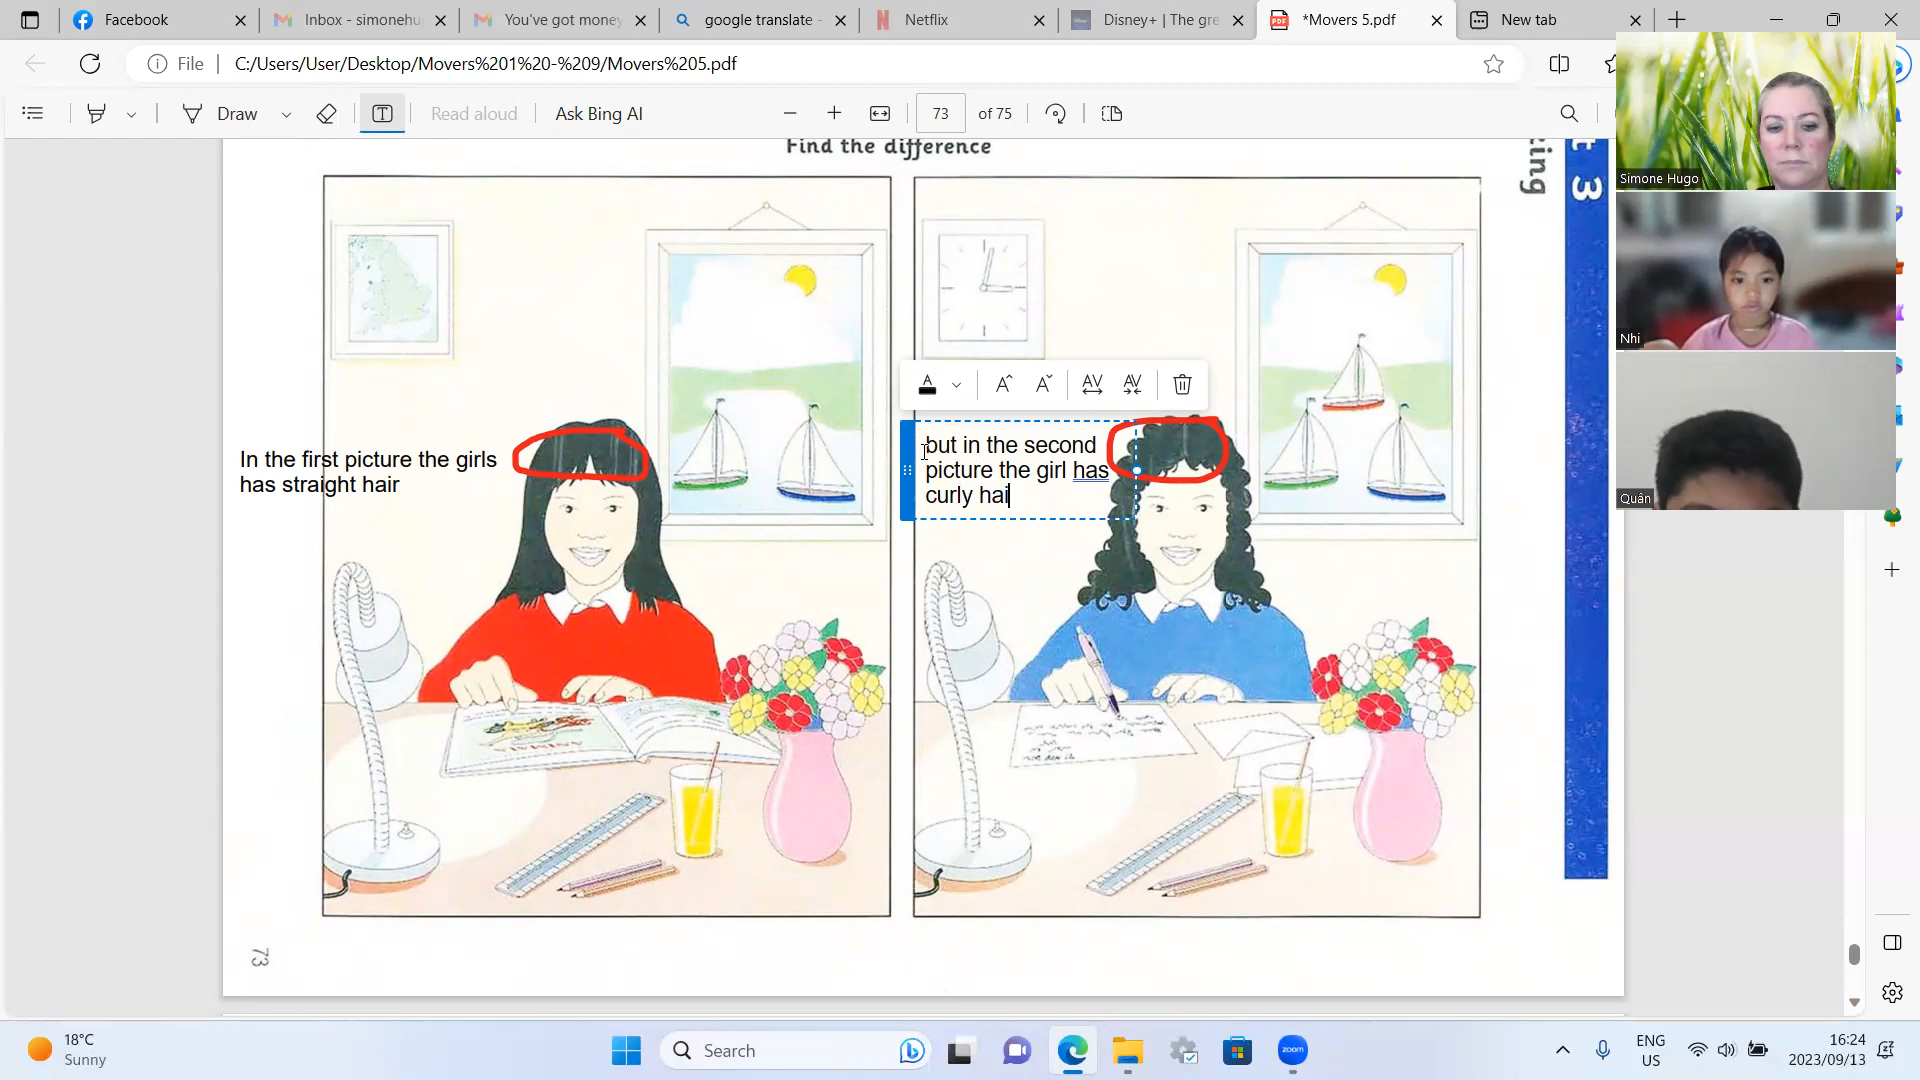 Facebook
Inbox - simonehu
You've got money
google translate -
Netflix
Disney+ | The gre
*Movers 5.pdf
New tab
File
C:/Users/User/Desktop/Movers%201%20-%209/Movers%205.pdf
Draw
Read aloud
Ask Bing AI
73
of 75
Find the difference
In the first picture the girls
has straight hair
but in the second
picture the girl has
curly hai
73
Simone Hugo
Nhi
Quân
18°C
Sunny
Search
zoom
ENG
US
16:24
2023/09/13